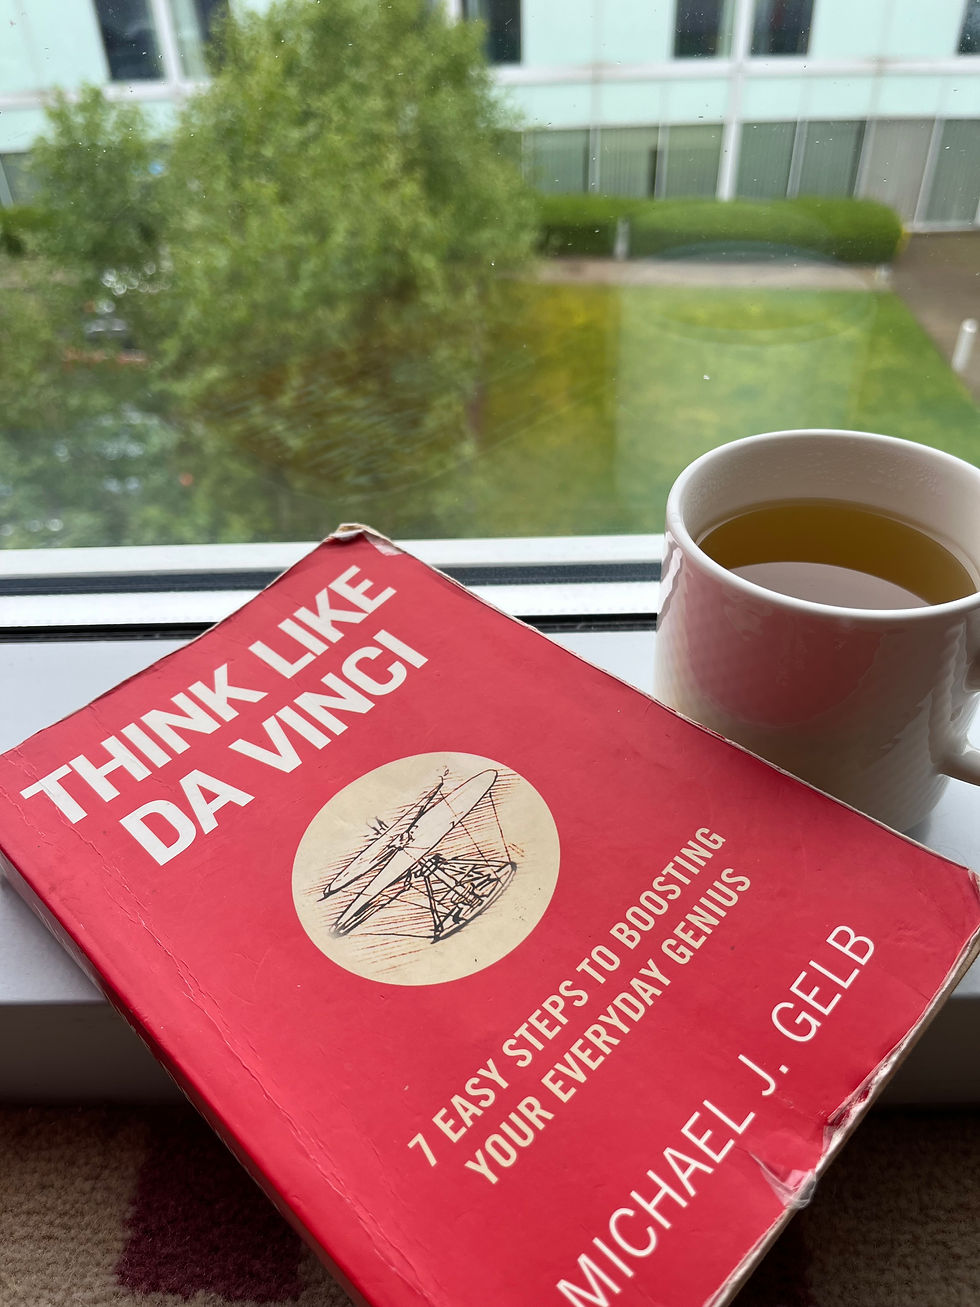 THINK LIKE
DA VINCI
7 EASY STEPS TO BOOSTING
YOUR EVERYDAY GENIUS
MICHAEL J. GELB